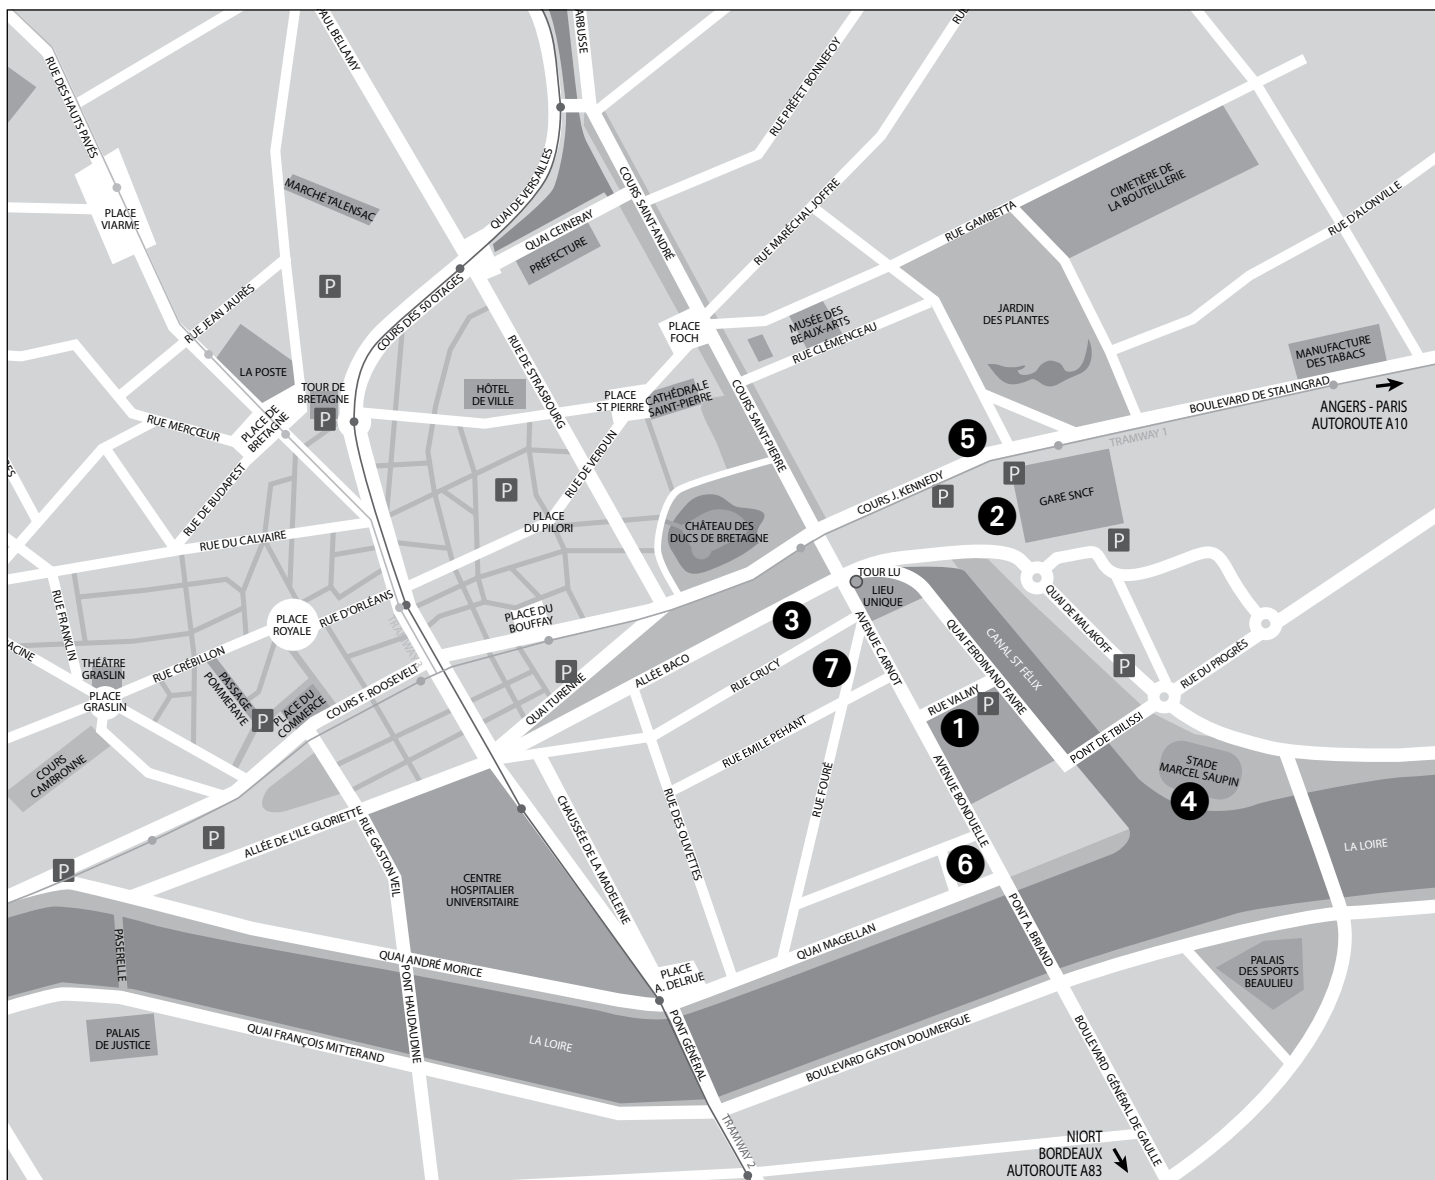 PAUL BELLAMY
ARBUSSE
RUE DES HAUTS PAVÉS
RUE PRÉFET BONNEFOY
QUAI DE VERSAILLES
COURS SAINT-ANDRÉ
MARCHÉ TALENSAC
PLACE
VIARME
QUAI CEINERAY
PRÉFECTURE
RUE MARÉCHAL JOFFRE
RUE GAMBETTA
CIMETIÈRE DE
LA BOUTEILLERIE
RUE D'ALONVILLE
P
RUE JEAN JAURÈS
COURS DES 50 OTAGES
PLACE
FOCH
MUSÉE DES
BEAUX-ARTS
RUE CLÉMENCEAU
JARDIN
DES PLANTES
MANUFACTURE
DES TABACS
LA POSTE
TOUR DE
BRETAGNE
P
RUE DE STRASBOURG
HÔTEL
DE VILLE
PLACE
ST PIERRE
CATHÉDRALE
SAINT-PIERRE
COURS SAINT-PIERRE
BOULEVARD DE STALINGRAD
ANGERS - PARIS
AUTOROUTE A10
TRAMWAY 1
RUE MERCŒUR
PLACE DE
BRETAGNE
RUE DE BUDAPEST
RUE DE VERDUN
5
P
COURS J. KENNEDY
P
GARE SNCF
2
P
P
PLACE
DU PILORI
CHÂTEAU DES
DUCS DE BRETAGNE
RUE DU CALVAIRE
TOUR LU
LIEU
UNIQUE
RUE FRANKLIN
RUE D'ORLÉANS
PLACE
ROYALE
PLACE DU
BOUFFAY
3
AVENUE CARNOT
QUAI FERDINAND FAVRE
CANAL ST FÉLIX
QUAI DE MALAKOFF
P
RUE DU PROGRÈS
ACINE
THÉÂTRE
GRASLIN
RUE CRÉBILLON
PLACE
GRASLIN
PASSAGE
POMMERAYE
P
PLACE DU
COMMERCE
COURS F. ROOSEVELT
P
QUAI TURENNE
ALLÉE BACO
RUE CRUCY
7
RUE VALMY
P
1
RUE EMILE PEHANT
PONT DE TBILISSI
COURS
CAMBRONNE
STADE
MARCEL SAUPIN
4
AVENUE BONDUELLE
RUE FOURÉ
RUE DES OLIVETTES
CHAUSSÉE DE LA MADELEINE
ALLÉE DE L'ILE GLORIETTE
RUE GASTON VEIL
P
P
LA LOIRE
6
CENTRE
HOSPITALIER
UNIVERSITAIRE
PONT A. BRIAND
PASERELLE
QUAI ANDRÉ MORICE
QUAI MAGELLAN
PLACE
A. DELRUE
PALAIS
DES SPORTS
BEAULIEU
PONT HAUDAUDINE
PALAIS
DE JUSTICE
QUAI FRANÇOIS MITTERAND
LA LOIRE
PONT GÉNÉRAL
BOULEVARD GASTON DOUMERGUE
BOULEVARD GÉNÉRAL DE GAULLE
TRAMWAY 2
NIORT
BORDEAUX
AUTOROUTE A83